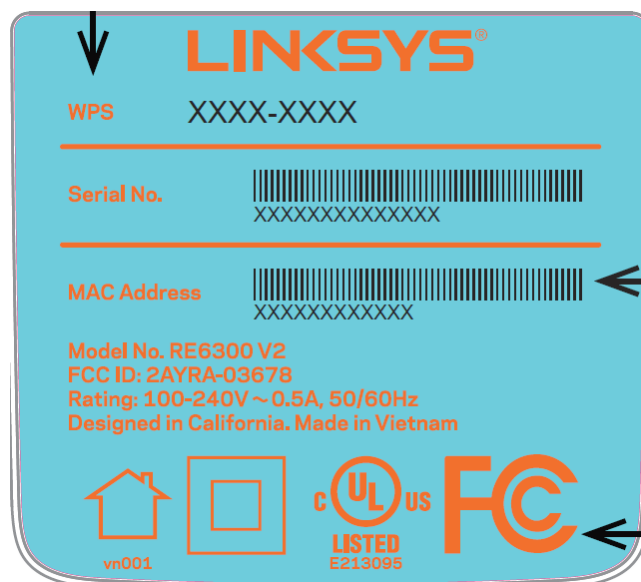 LINKSYS®
WPS XXXX-XXXX
Serial No.
XXXXXXXXXXXXXX
MAC Address
XXXXXXXXXXXX
Model No. RE6300 V2
FCC ID: 2AYRA-03678
Rating: 100-240V ~ 0.5A, 50/60Hz
Designed in California. Made in Vietnam
C UL US FC
LISTED
vn001 E213095